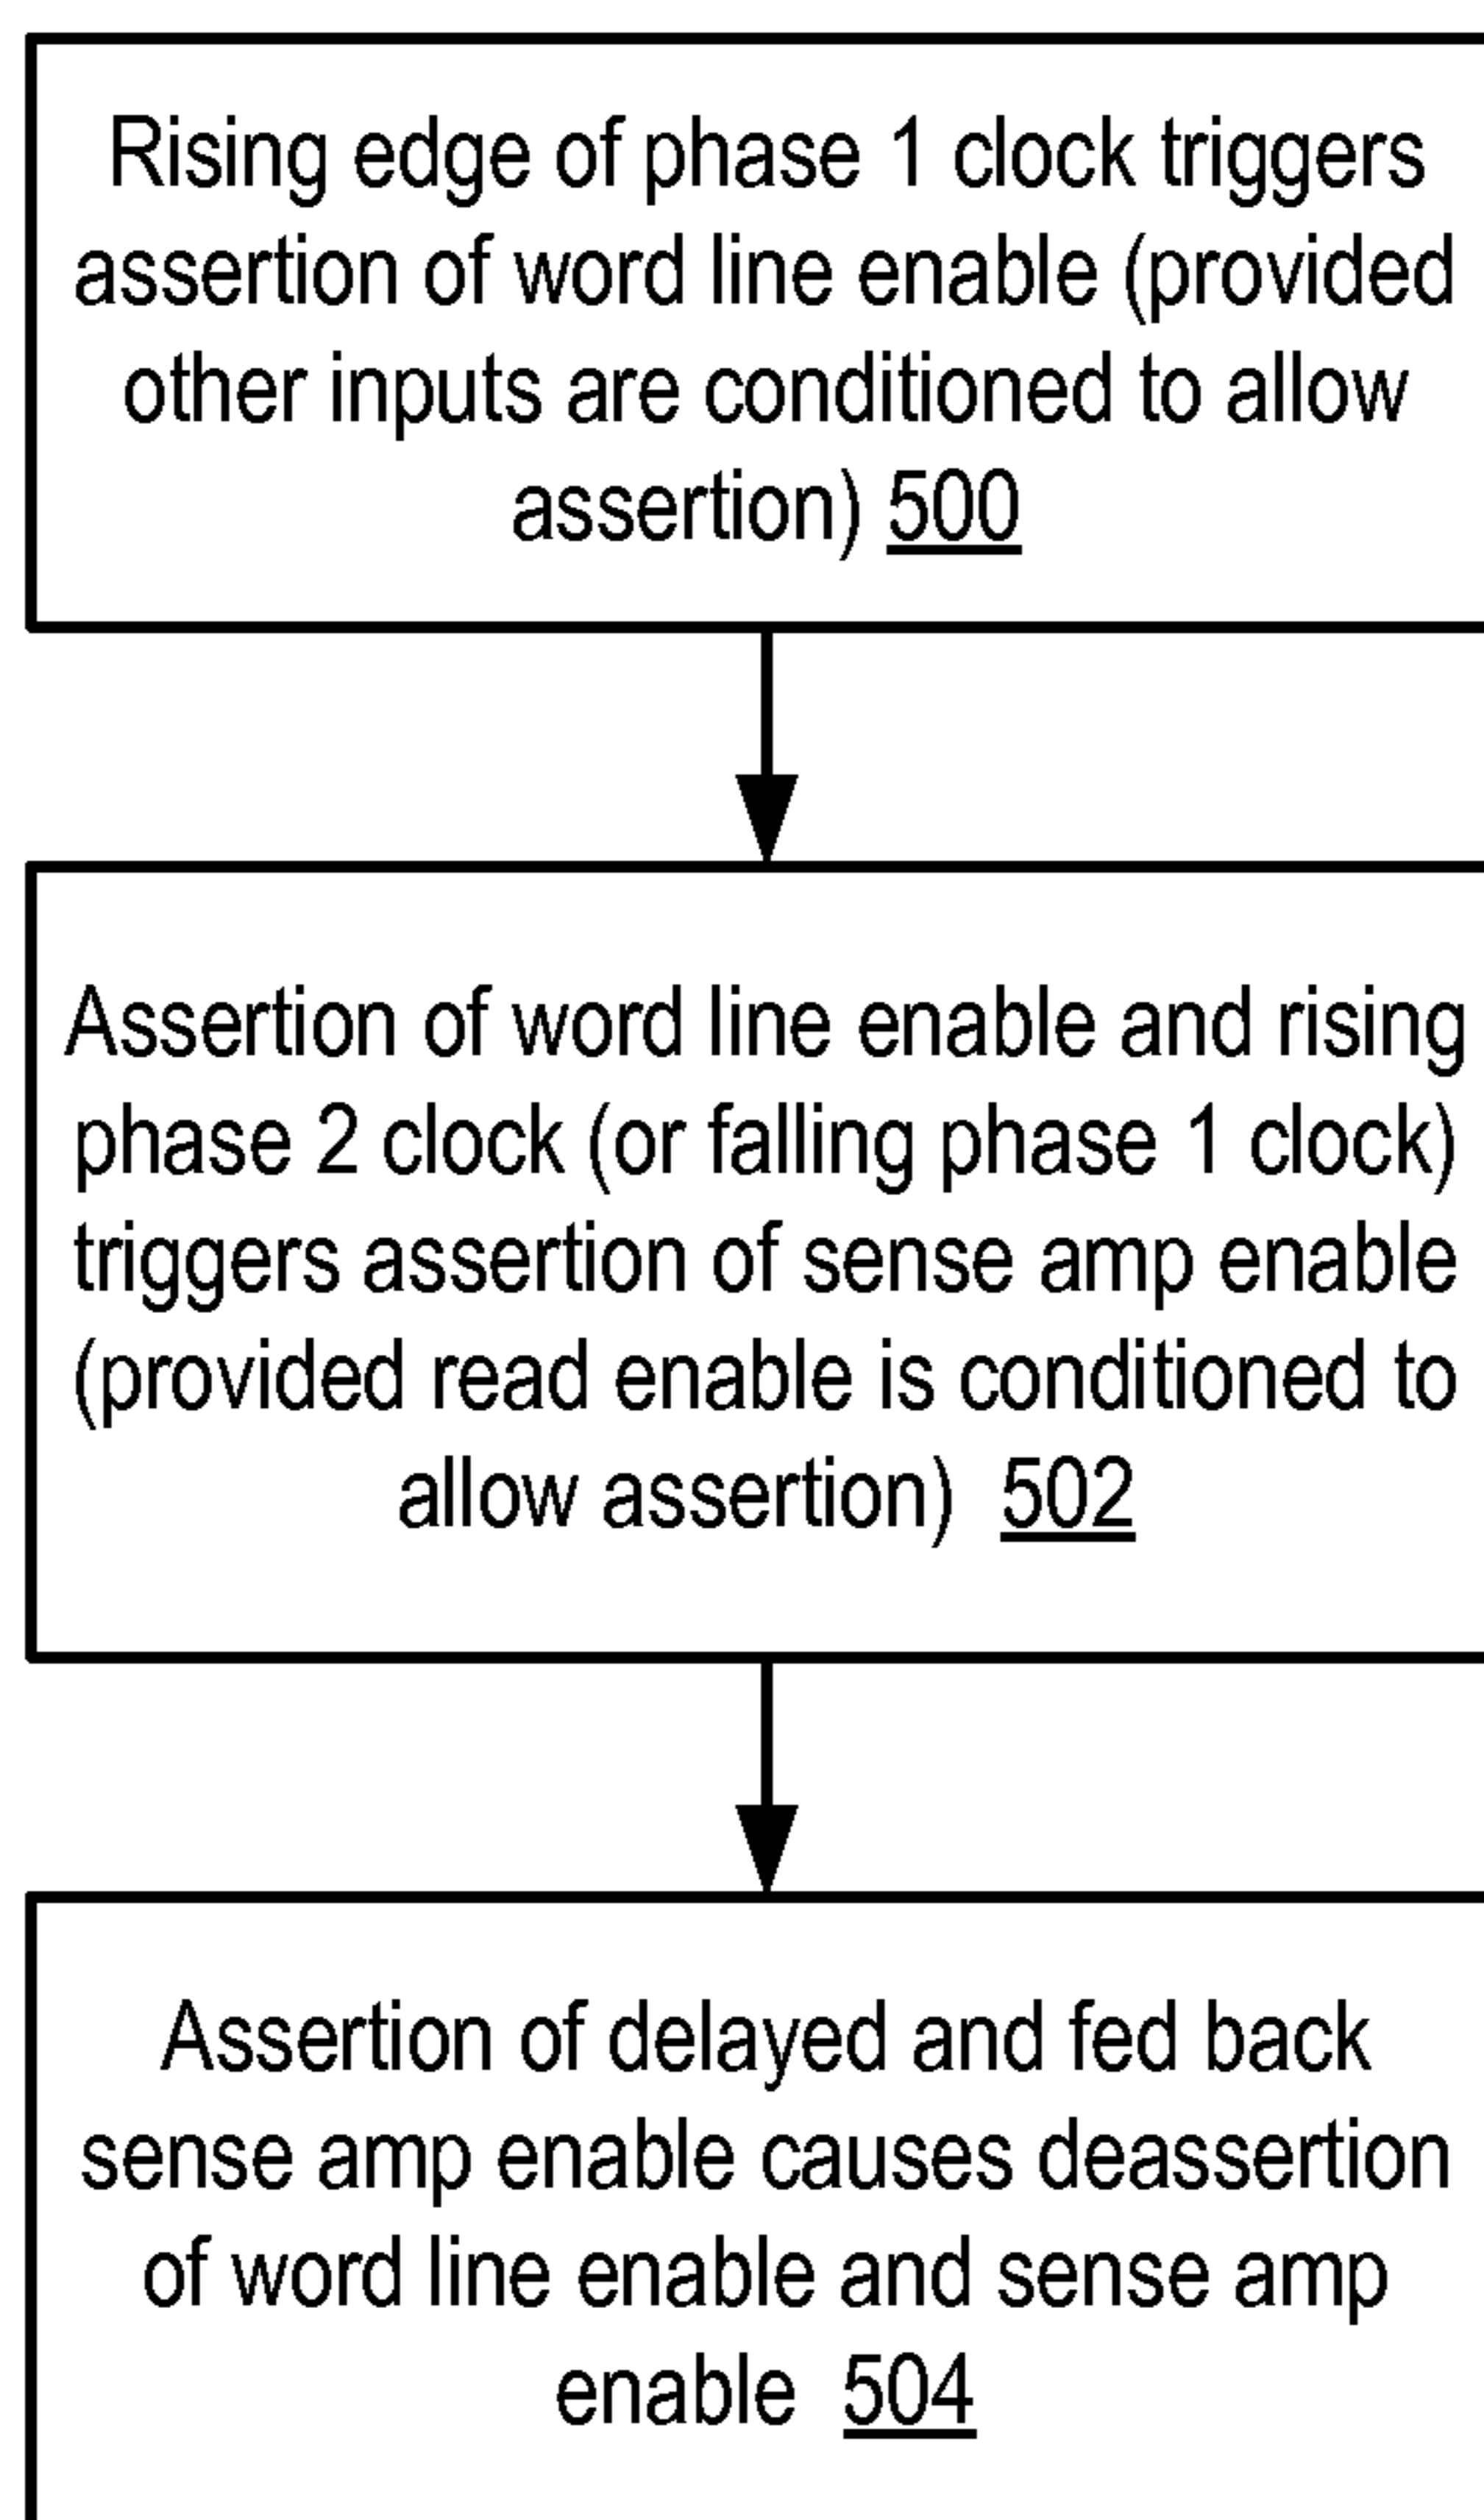 Rising edge of phase 1 clock triggers
assertion of word line enable (provided
other inputs are conditioned to allow
assertion) 500
Assertion of word line enable and rising
phase 2 clock (or falling phase 1 clock)
triggers assertion of sense amp enable
(provided read enable is conditioned to
allow assertion) 502
Assertion of delayed and fed back
sense amp enable causes deassertion
of word line enable and sense amp
enable 504